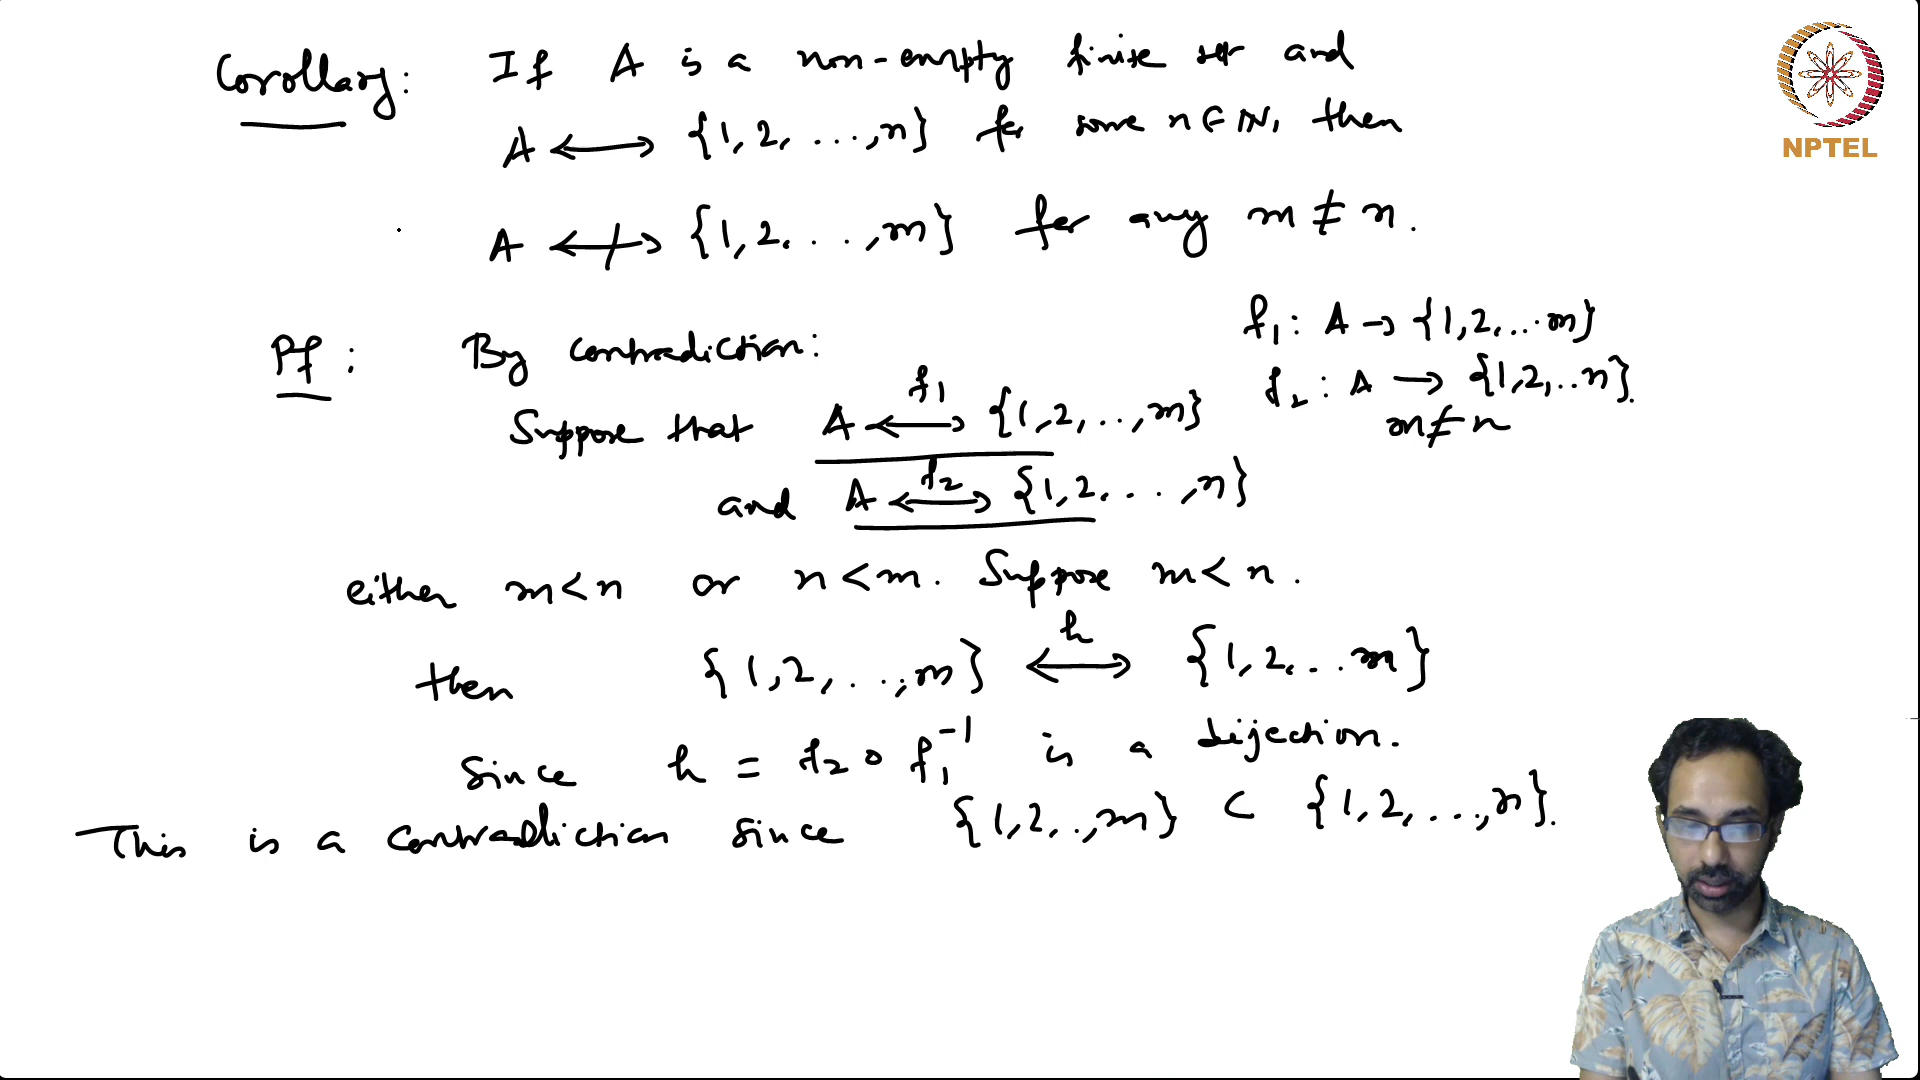 Corollary: If A is a non-empty finite set and
A ⟷ {1, 2, ..., n} for some n ∈ ℕ, then
A ↮ {1, 2, ..., m} for any m ≠ n.
Pf: By contradiction:
f₁ : A → {1, 2, ... m}
f₂ : A → {1, 2, .. n}.
m ≠ n
Suppose that A ⟷ {1, 2, .., m}
f₁
and A ⟷ {1, 2, ..., n}
f₂
either m < n or n < m. Suppose m < n.
then {1, 2, ..., m} ⟷ {1, 2, ... m}
h
since h = f₂ ∘ f₁⁻¹ is a bijection.
This is a contradiction since {1, 2, .., m} ⊂ {1, 2, ..., n}.
NPTEL